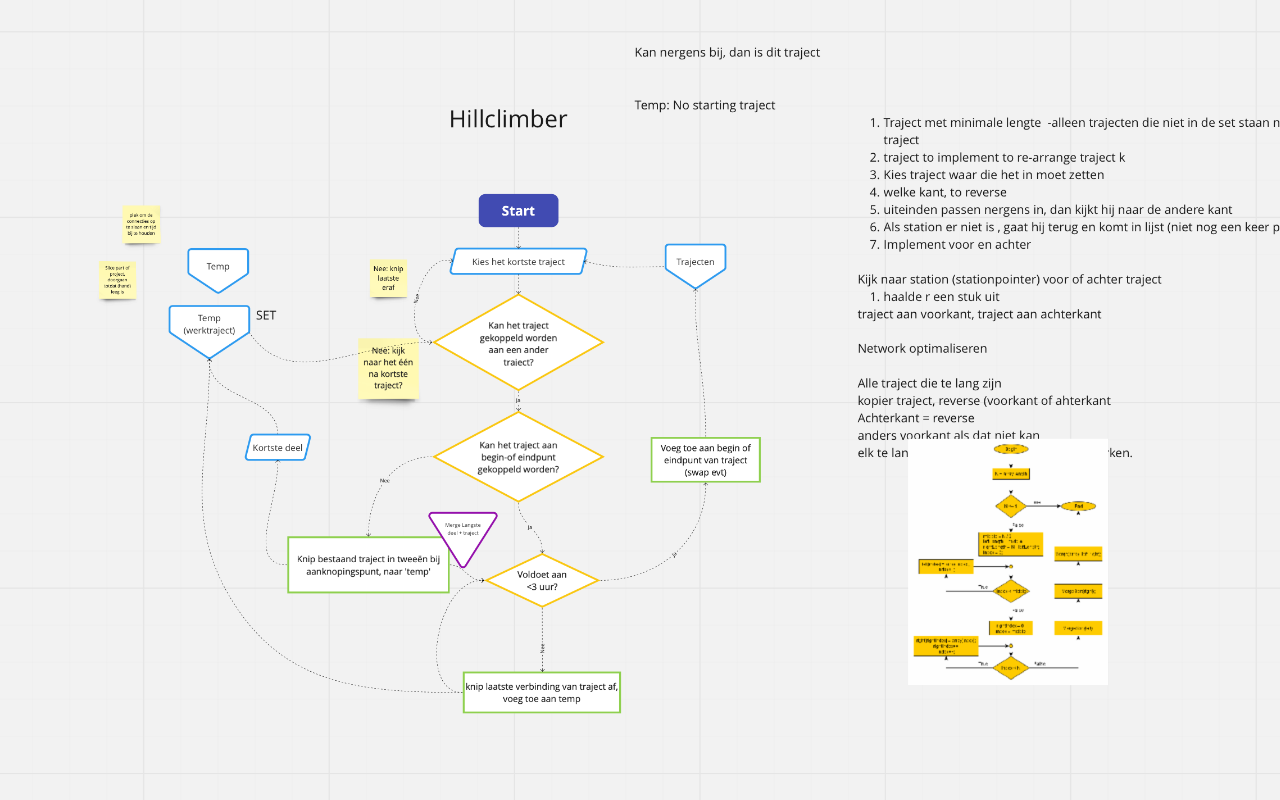 Kan nergens bij, dan is dit traject
Temp: No starting traject
Hillclimber
1. Traject met minimale lengte -alleen trajecten die niet in de set staan
traject
2. traject to implement to re-arrange traject k
3. Kies traject waar die het in moet zetten
4. welke kant, to reverse
5. uiteinden passen nergens in, dan kijkt hij naar de andere kant
6. Als station er niet is , gaat hij terug en komt in lijst (niet nog een keer
7. Implement voor en achter
Kijk naar station (stationpointer) voor of achter traject
1. haalde r een stuk uit
traject aan voorkant, traject aan achterkant
Network optimaliseren
Alle traject die te lang zijn
kopier traject, reverse (voorkant of ahterkant
Achterkant = reverse
anders voorkant als dat niet kan
elk te
Start
Kies het kortste traject
Trajecten
Temp
Temp
(werktraject)
SET
Nee: knip
laatste
eraf
Nee
Kan het traject
gekoppeld worden
aan een ander
traject?
Nee: kijk
naar het één
na kortste
traject?
ja
Kan het traject aan
begin-of eindpunt
gekoppeld worden?
Nee
ja
Kortste deel
Voeg toe aan begin of
eindpunt van traject
(swap evt)
Merge Langste
deel + traject
Knip bestaand traject in tweeën bij
aanknopingspunt, naar 'temp'
Voldoet aan
<3 uur?
ja
Nee
knip laatste verbinding van traject af,
voeg toe aan temp
False
True
False
True
False